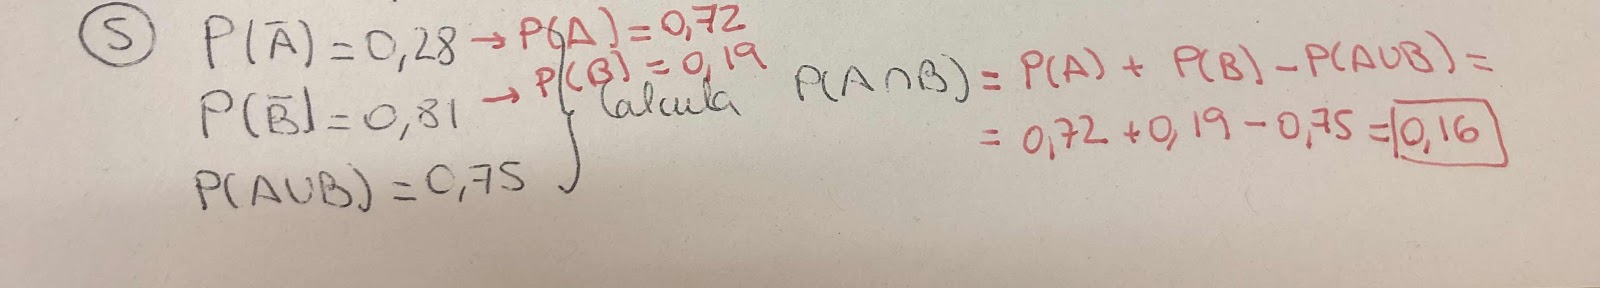 5 P(Ā) = 0,28 → P(A) = 0,72
P(B̄) = 0,81 → P(B) = 0,19
P(A∪B) = 0,75
Calcula P(A∩B) = P(A) + P(B) - P(A∪B) =
= 0,72 + 0,19 - 0,75 = 0,16